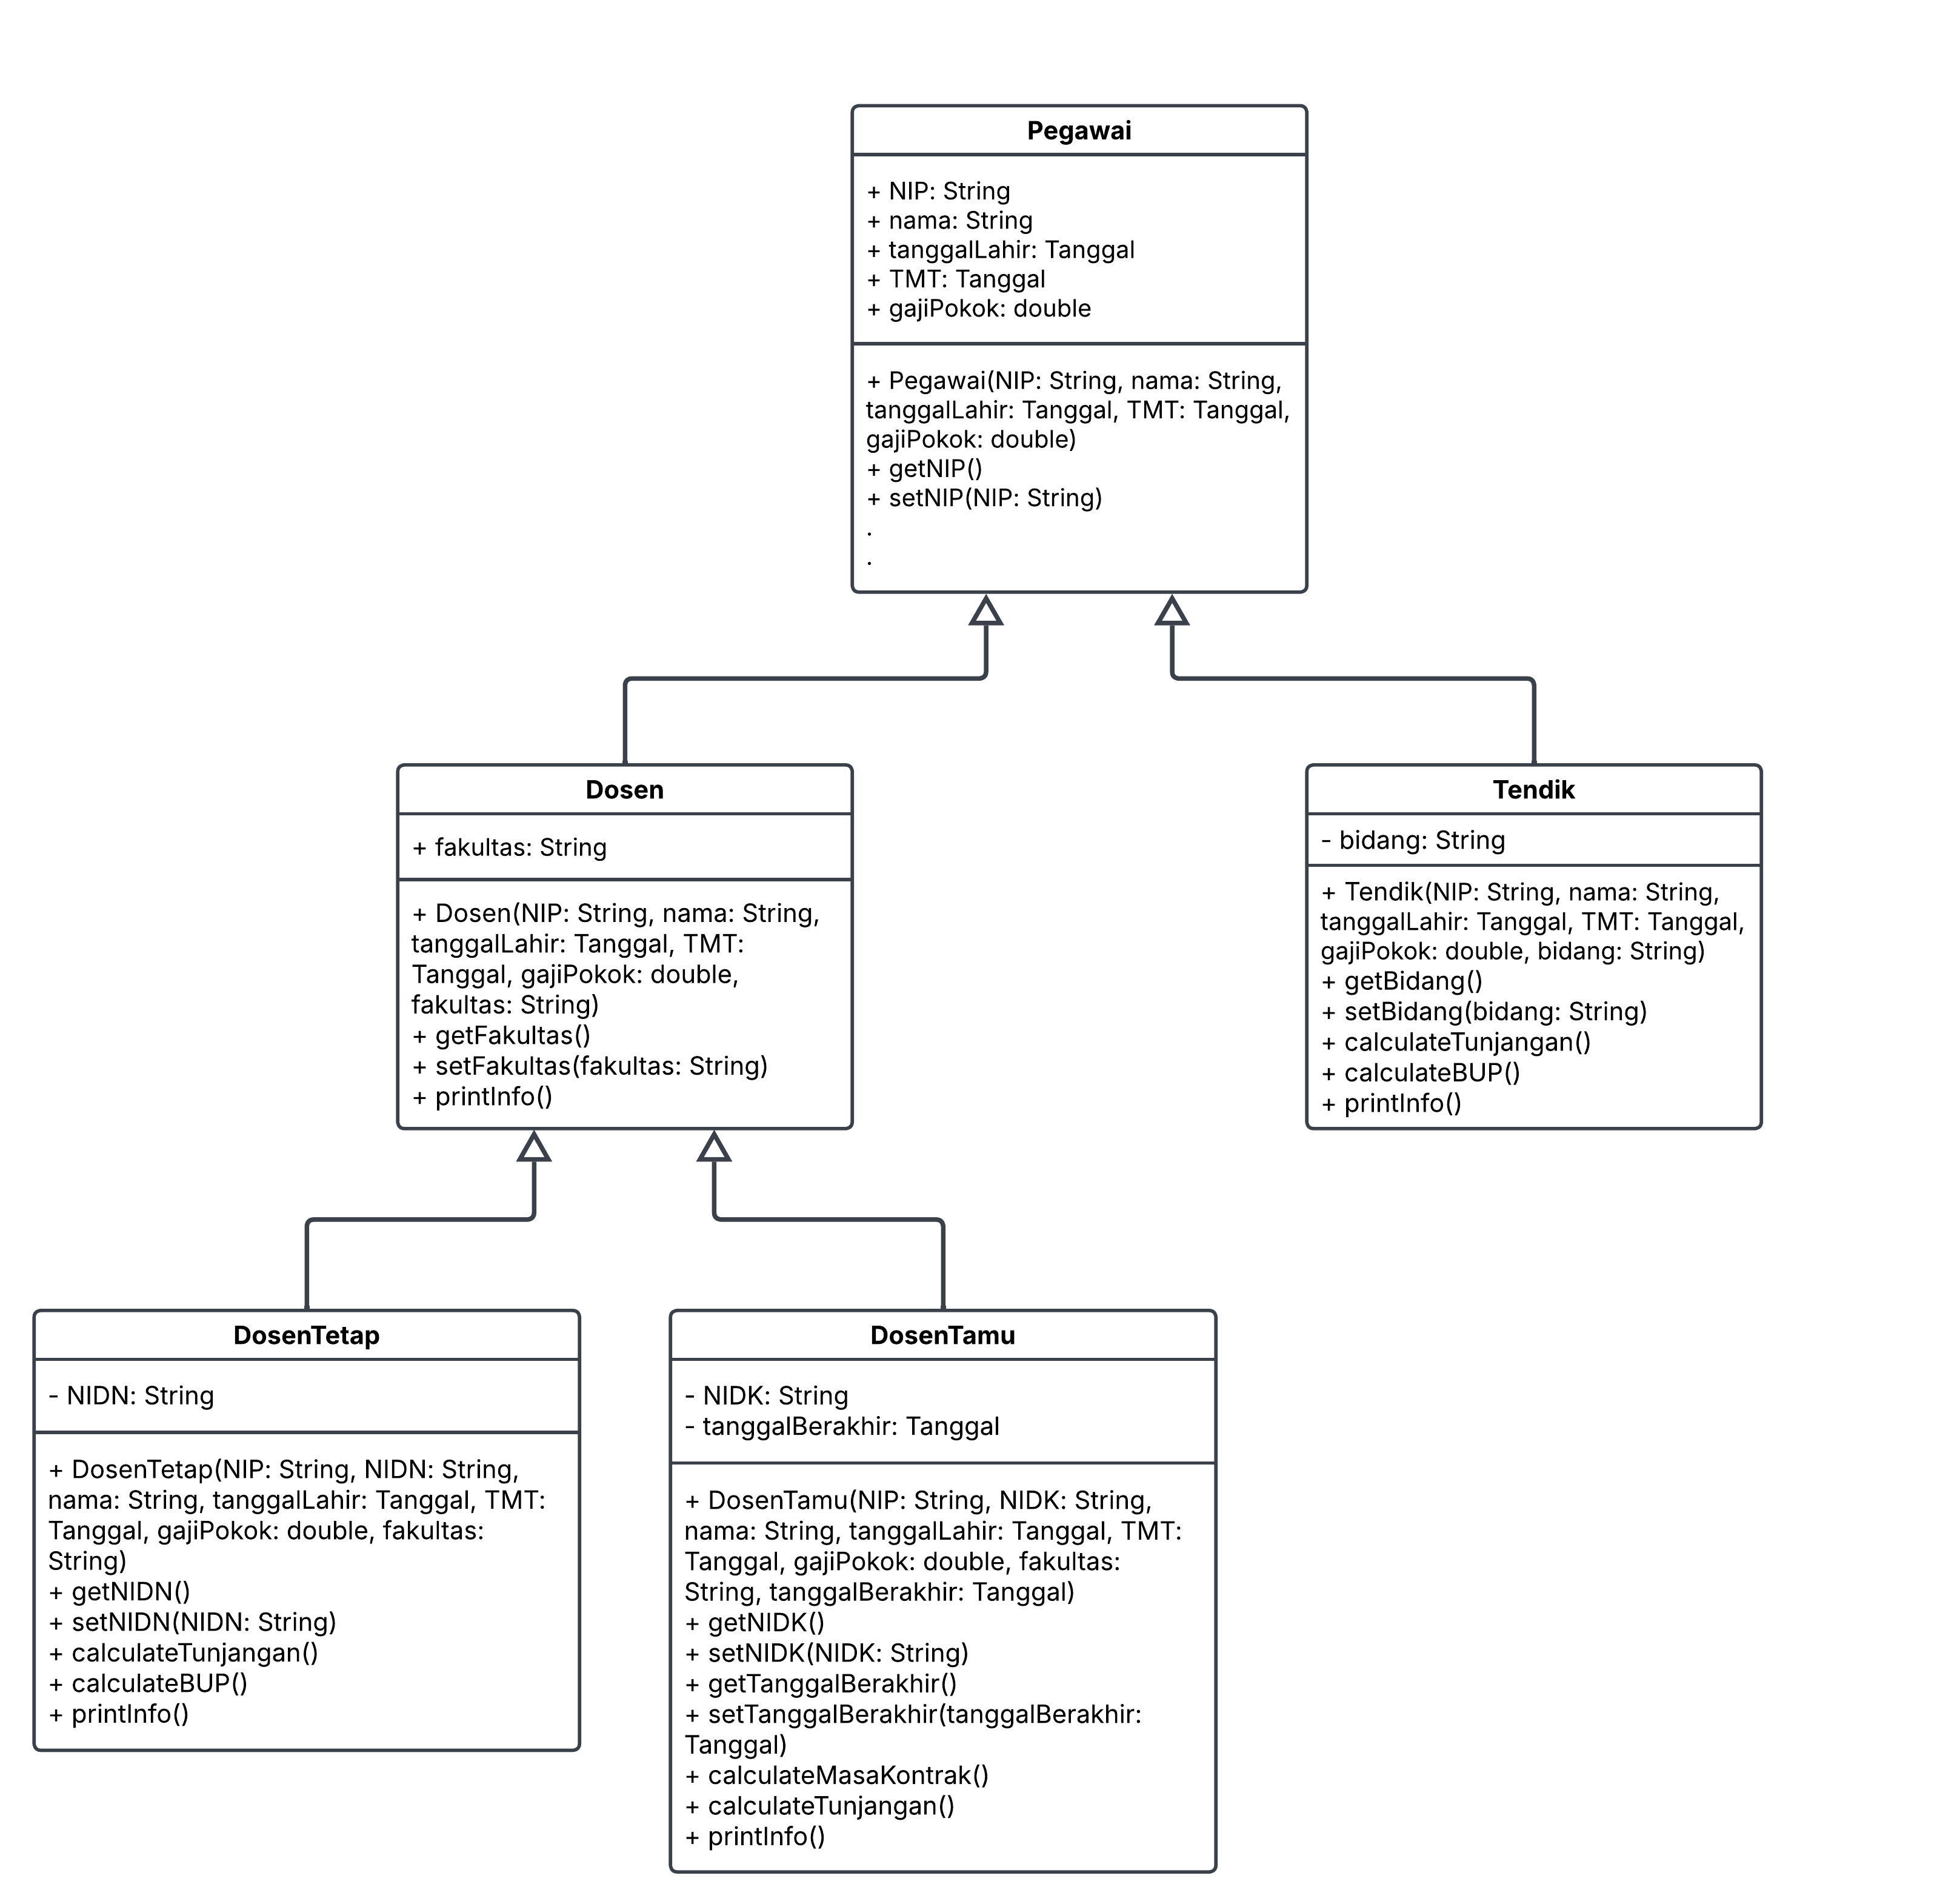 Pegawai
+ NIP: String
+ nama: String
+ tanggalLahir: Tanggal
+ TMT: Tanggal
+ gajiPokok: double
+ Pegawai(NIP: String, nama: String,
tanggalLahir: Tanggal, TMT: Tanggal,
gajiPokok: double)
+ getNIP()
+ setNIP(NIP: String)
.
.
Dosen
+ fakultas: String
+ Dosen(NIP: String, nama: String,
tanggalLahir: Tanggal, TMT:
Tanggal, gajiPokok: double,
fakultas: String)
+ getFakultas()
+ setFakultas(fakultas: String)
+ printInfo()
Tendik
- bidang: String
+ Tendik(NIP: String, nama: String,
tanggalLahir: Tanggal, TMT: Tanggal,
gajiPokok: double, bidang: String)
+ getBidang()
+ setBidang(bidang: String)
+ calculateTunjangan()
+ calculateBUP()
+ printInfo()
DosenTetap
- NIDN: String
+ DosenTetap(NIP: String, NIDN: String,
nama: String, tanggalLahir: Tanggal, TMT:
Tanggal, gajiPokok: double, fakultas:
String)
+ getNIDN()
+ setNIDN(NIDN: String)
+ calculateTunjangan()
+ calculateBUP()
+ printInfo()
DosenTamu
- NIDK: String
- tanggalBerakhir: Tanggal
+ DosenTamu(NIP: String, NIDK: String,
nama: String, tanggalLahir: Tanggal, TMT:
Tanggal, gajiPokok: double, fakultas:
String, tanggalBerakhir: Tanggal)
+ getNIDK()
+ setNIDK(NIDK: String)
+ getTanggalBerakhir()
+ setTanggalBerakhir(tanggalBerakhir:
Tanggal)
+ calculateMasaKontrak()
+ calculateTunjangan()
+ printInfo()